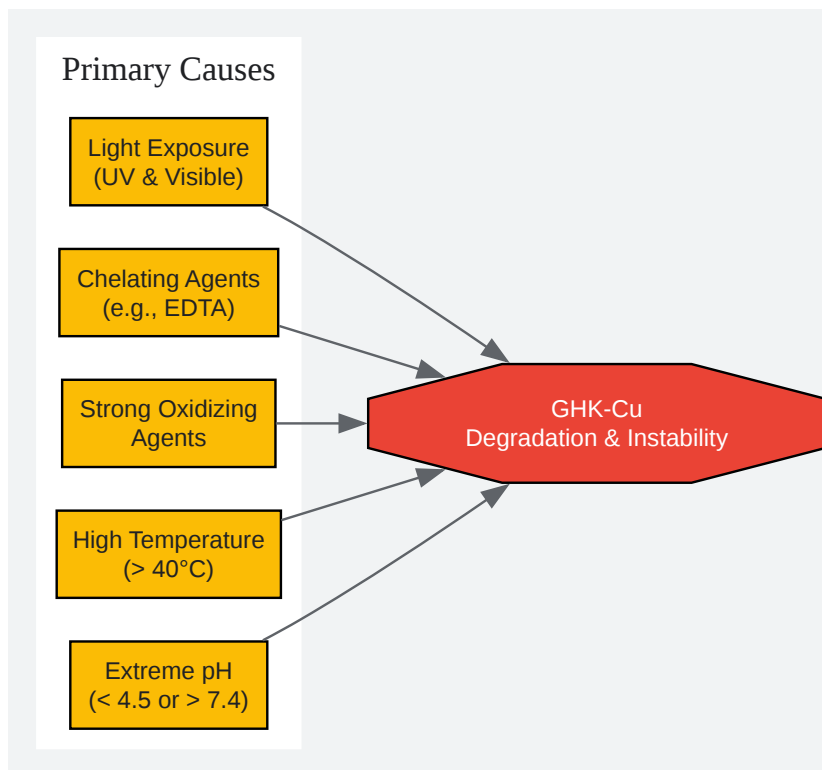 Primary Causes
Light Exposure
(UV & Visible)
Chelating Agents
(e.g., EDTA)
Strong Oxidizing
Agents
High Temperature
(> 40°C)
Extreme pH
(< 4.5 or > 7.4)
GHK-Cu
Degradation & Instability